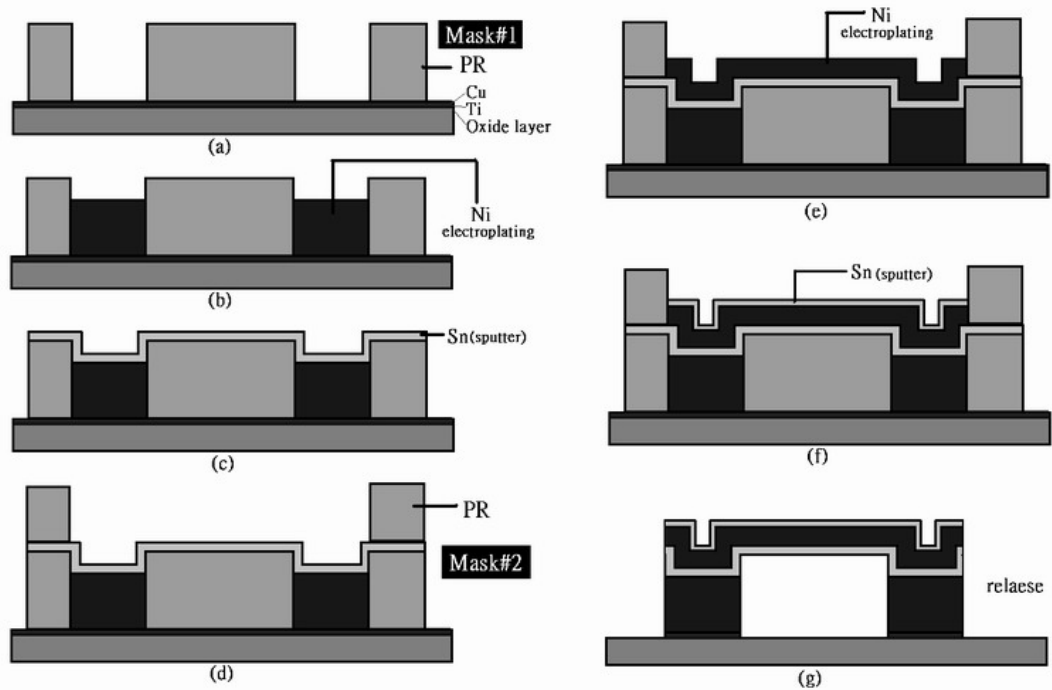 Mask#1
PR
Cu
Ti
Oxide layer
(a)
Ni
electroplating
(b)
Sn(sputter)
(c)
PR
Mask#2
(d)
Ni
electroplating
(e)
Sn(sputter)
(f)
relaese
(g)